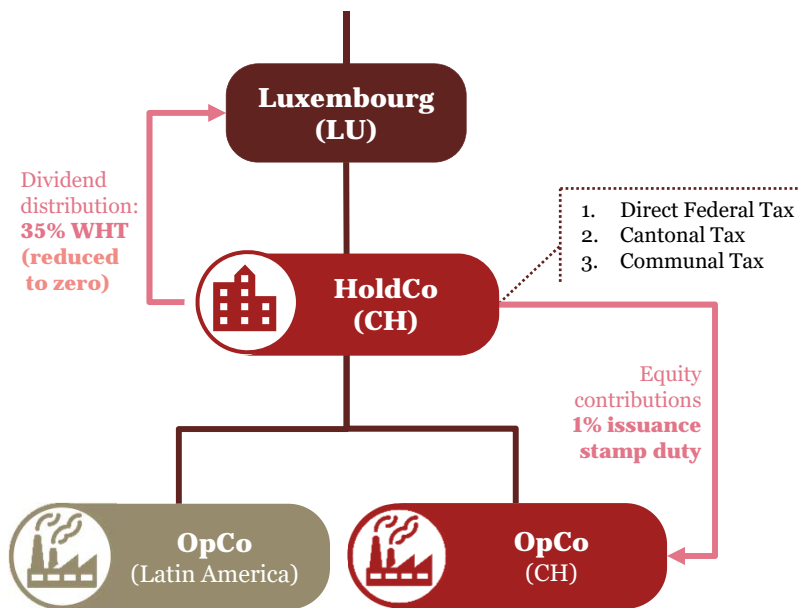 Luxembourg
(LU)
Dividend
distribution:
35% WHT
(reduced
to zero)
1. Direct Federal Tax
2. Cantonal Tax
3. Communal Tax
HoldCo
(CH)
Equity
contributions
1% issuance
stamp duty
OpCo
(Latin America)
OpCo
(CH)